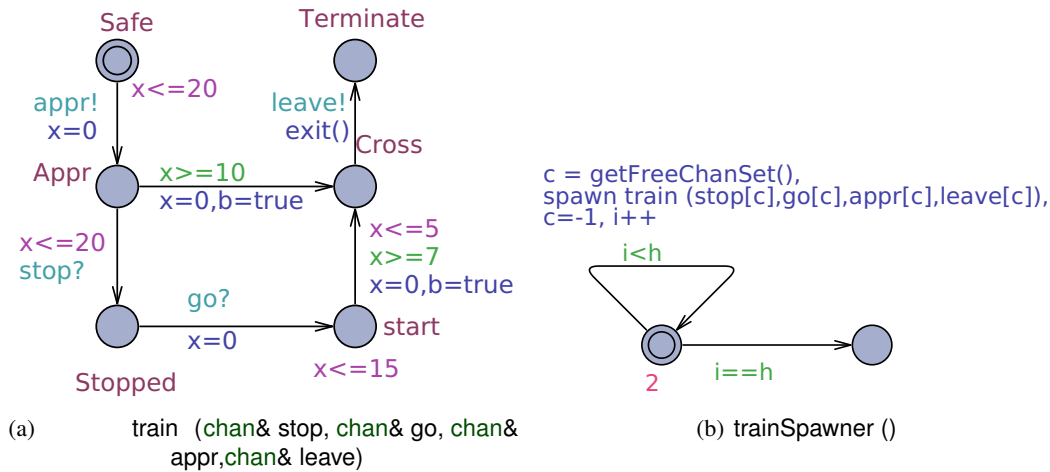 Safe
Terminate
x<=20
appr!
x=0
leave!
exit()
Cross
Appr
x>=10
x=0,b=true
x<=20
stop?
x<=5
x>=7
x=0,b=true
go?
x=0
start
Stopped
x<=15
(a) train (chan& stop, chan& go, chan&
appr,chan& leave)
c = getFreeChanSet(),
spawn train (stop[c],go[c],appr[c],leave[c]),
c=-1, i++
i<h
i==h
2
(b) trainSpawner ()